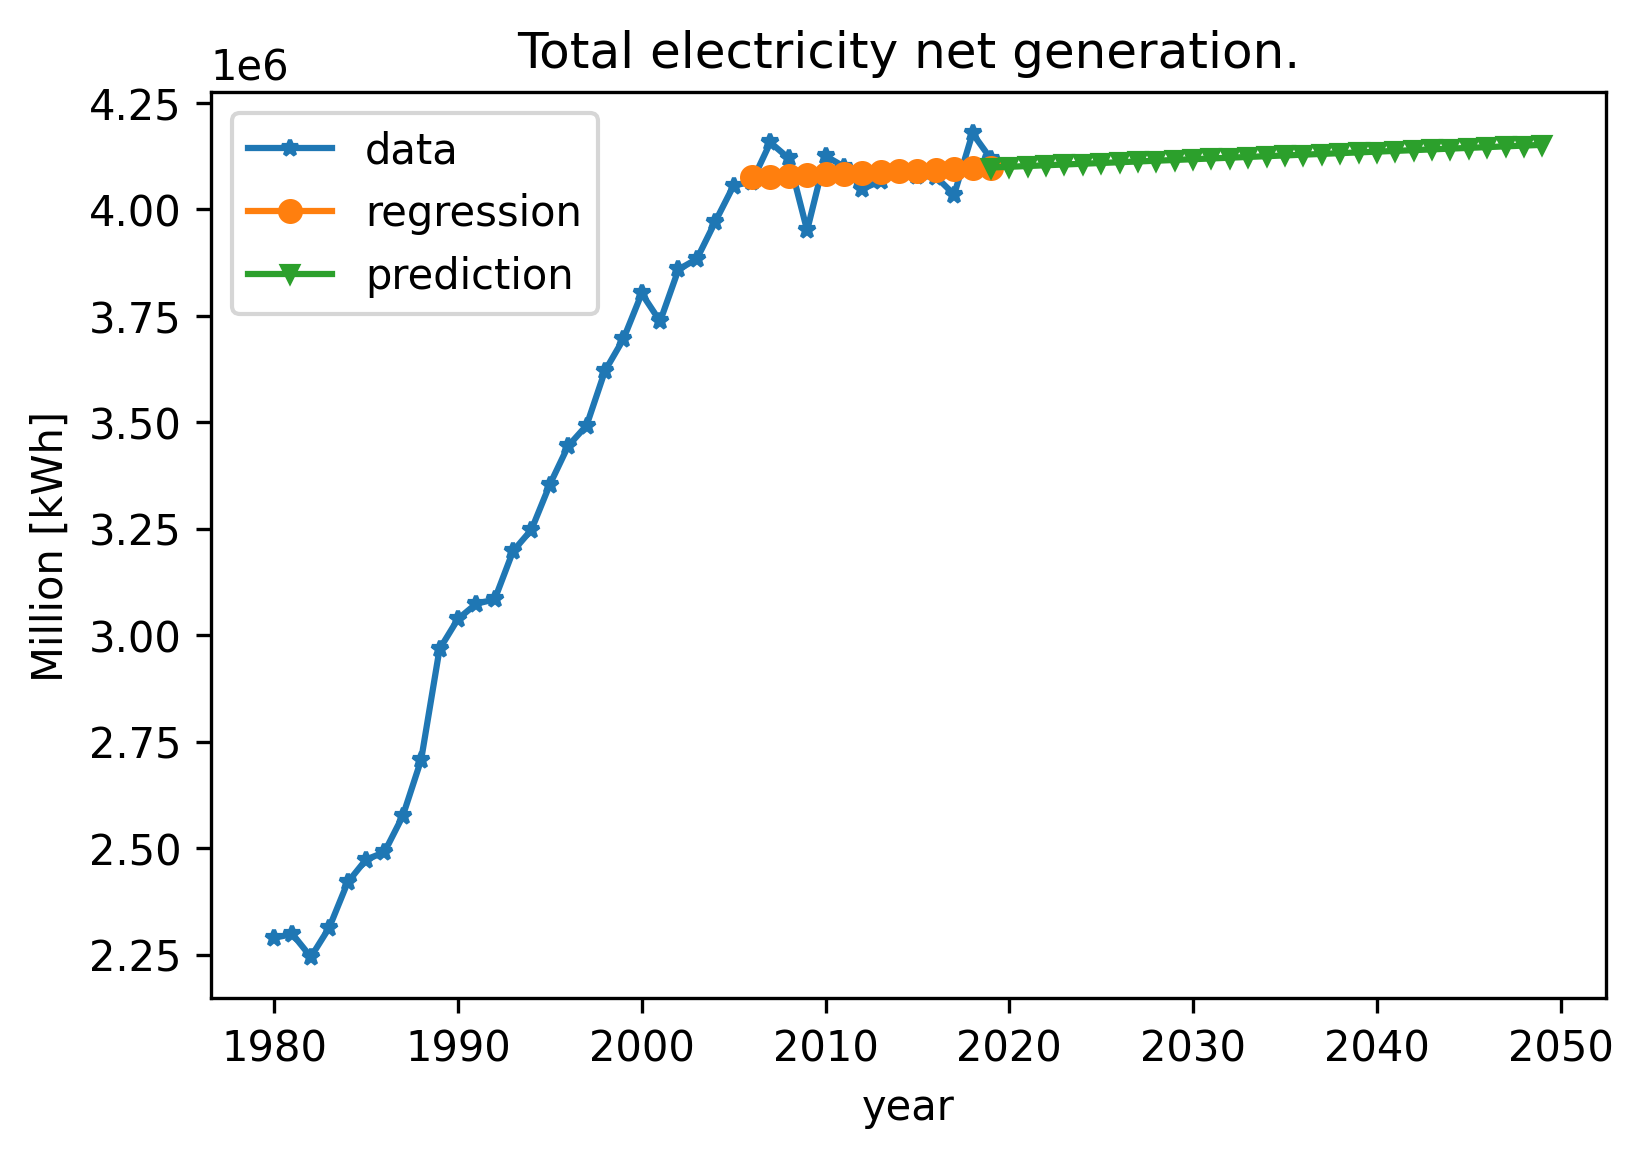 Total electricity net generation.
1e6
4.25
4.00
3.75
3.50
3.25
3.00
2.75
2.50
2.25
Million [kWh]
data
regression
prediction
1980 1990 2000 2010 2020 2030 2040 2050
year